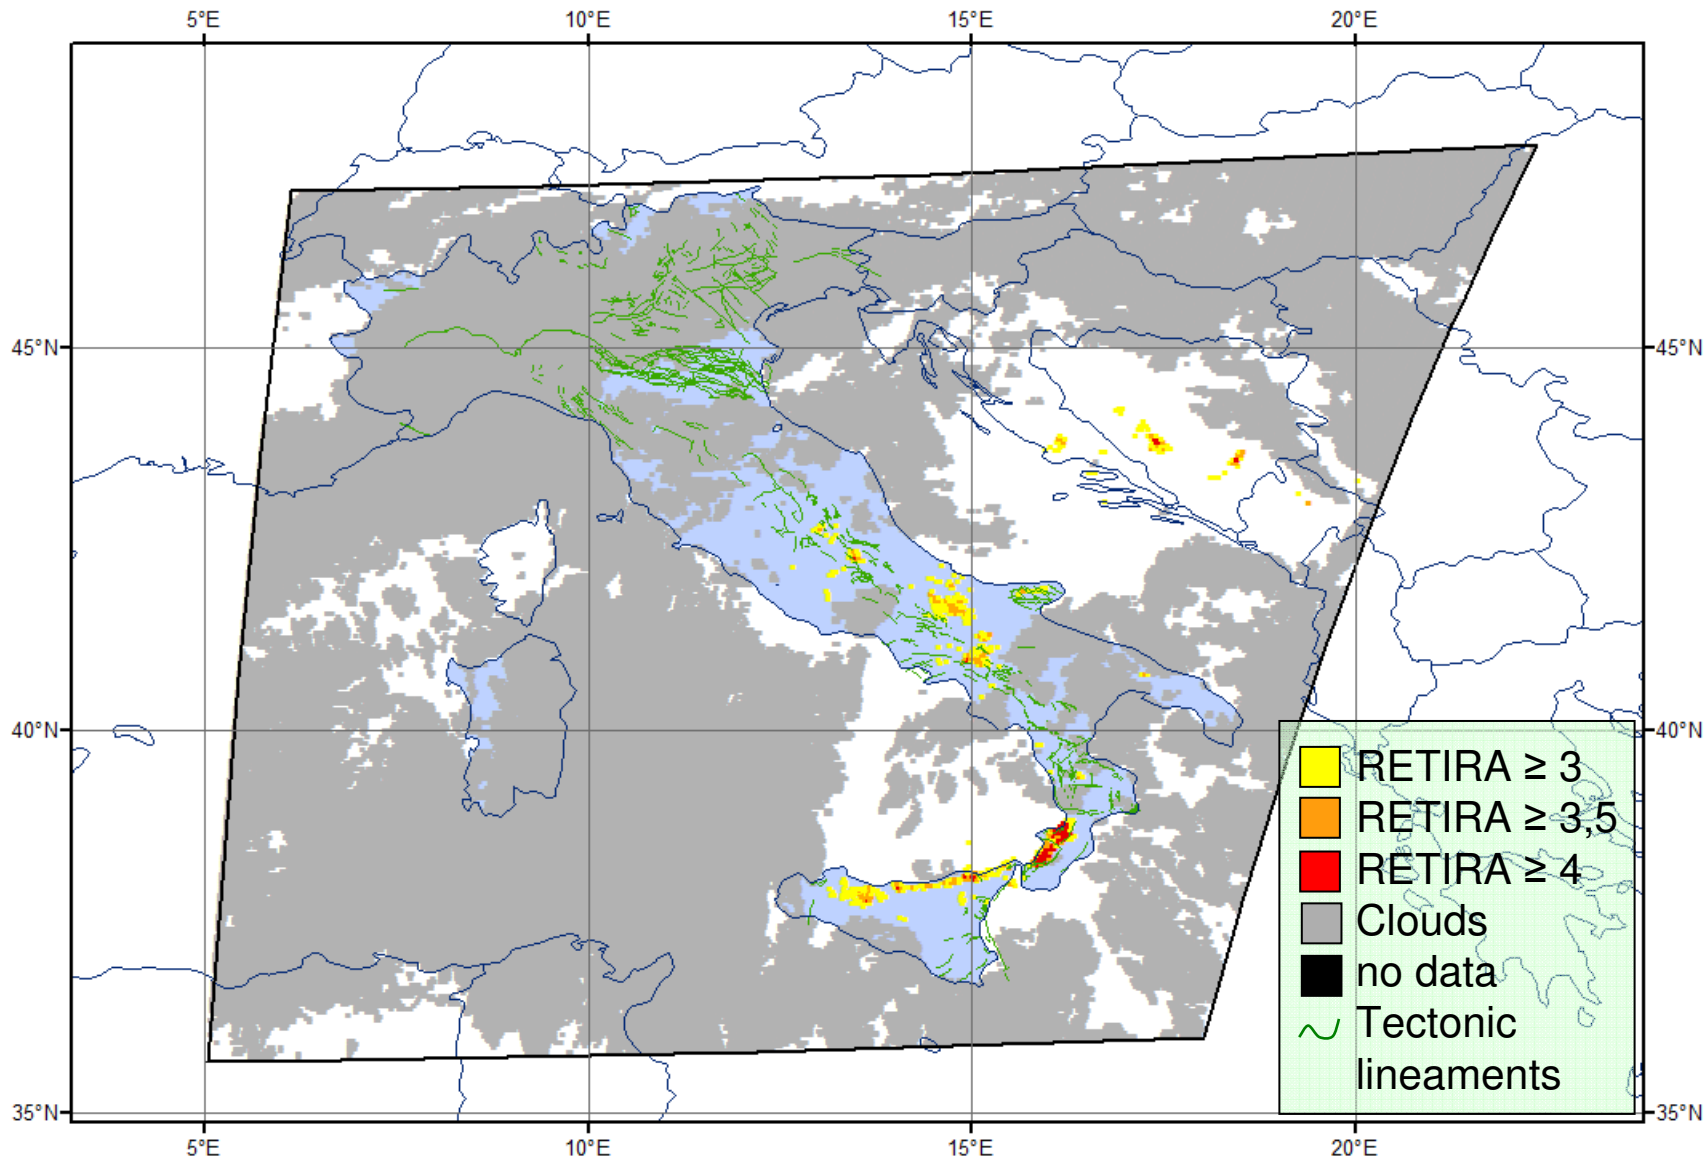 5°E 10°E 15°E 20°E
45°N 45°N
40°N 40°N
RETIRA ≥ 3
RETIRA ≥ 3,5
RETIRA ≥ 4
Clouds
no data
Tectonic
lineaments
35°N 35°N
5°E 10°E 15°E 20°E